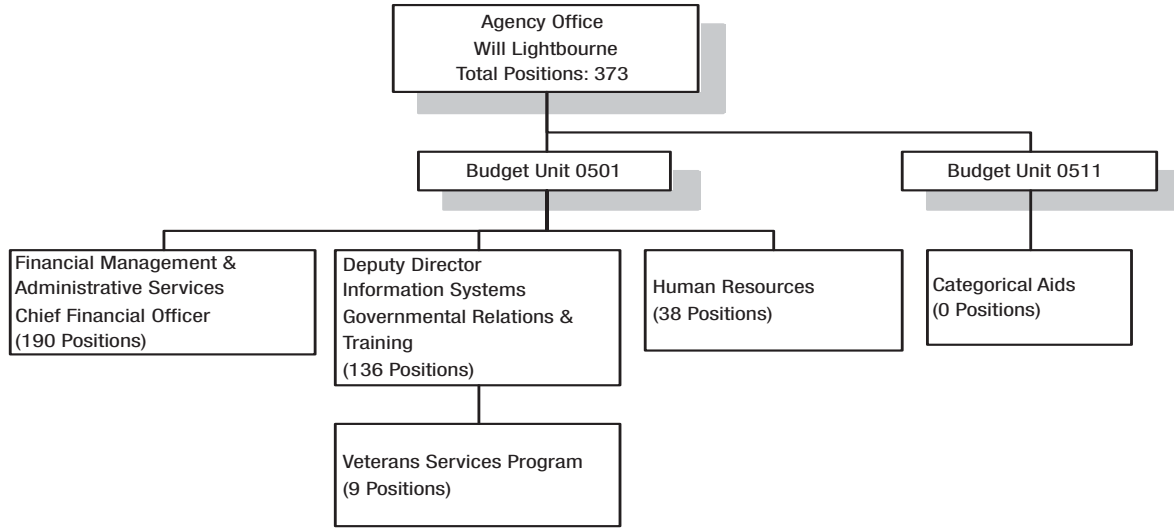 Agency Office
Will Lightbourne
Total Positions: 373
Budget Unit 0501
Budget Unit 0511
Financial Management &
Administrative Services
Chief Financial Officer
(190 Positions)
Deputy Director
Information Systems
Governmental Relations &
Training
(136 Positions)
Human Resources
(38 Positions)
Categorical Aids
(0 Positions)
Veterans Services Program
(9 Positions)